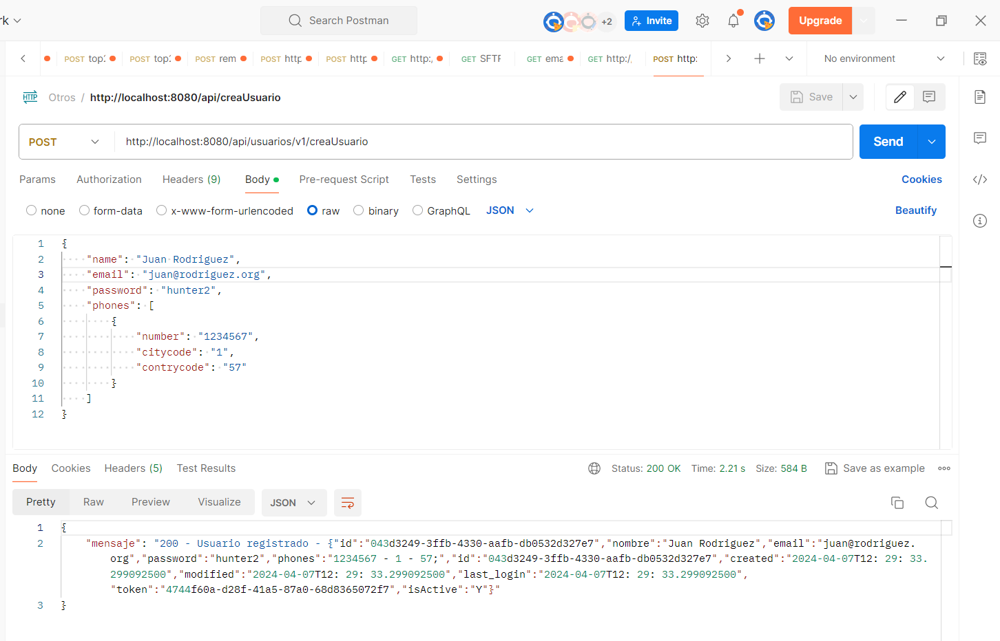 rk
Search Postman
+2
Invite
Upgrade
POST top2
POST top2
POST rem
POST http
POST http
GET http:/
GET SFTF
GET ema
GET http:/
POST http:
No environment
HTTP
Otros / http://localhost:8080/api/creaUsuario
Save
POST
http://localhost:8080/api/usuarios/v1/creaUsuario
Send
Params Authorization Headers (9) Body Pre-request Script Tests Settings Cookies
none form-data x-www-form-urlencoded raw binary GraphQL JSON Beautify
1 {
2 "name": "Juan Rodriguez",
3 "email": "juan@rodriguez.org",
4 "password": "hunter2",
5 "phones": [
6 {
7 "number": "1234567",
8 "citycode": "1",
9 "contrycode": "57"
10 }
11 ]
12 }
Body Cookies Headers (5) Test Results Status: 200 OK Time: 2.21 s Size: 584 B Save as example
Pretty Raw Preview Visualize JSON
1 {
2 "mensaje": "200 - Usuario registrado - {"id":"043d3249-3ffb-4330-aafb-db0532d327e7","nombre":"Juan Rodriguez","email":"juan@rodriguez.
org","password":"hunter2","phones":"1234567 - 1 - 57;","id":"043d3249-3ffb-4330-aafb-db0532d327e7","created":"2024-04-07T12: 29: 33.
299092500","modified":"2024-04-07T12: 29: 33.299092500","last_login":"2024-04-07T12: 29: 33.299092500",
"token":"4744f60a-d28f-41a5-87a0-68d8365072f7","isActive":"Y"}"
3 }